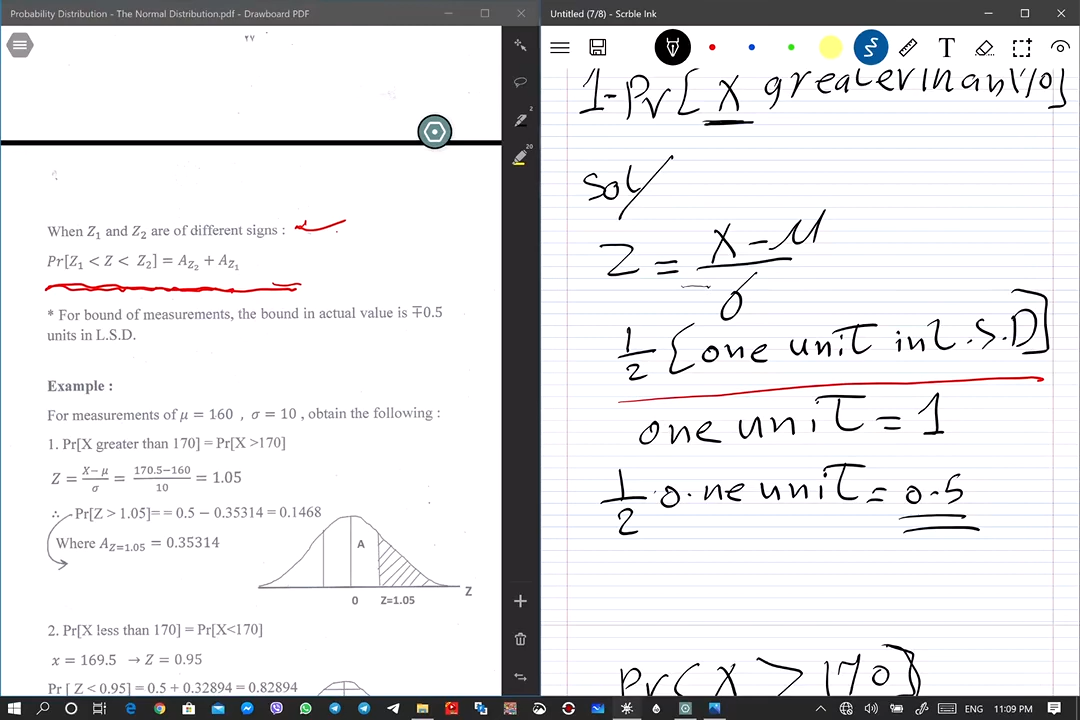 Probability Distribution - The Normal Distribution.pdf - Drawboard PDF
٢٧
When Z₁ and Z₂ are of different signs :
Pr[Z₁ < Z < Z₂] = A_Z₂ + A_Z₁
* For bound of measurements, the bound in actual value is ∓0.5
units in L.S.D.
Example :
For measurements of μ = 160 , σ = 10 , obtain the following :
1. Pr[X greater than 170] = Pr[X >170]
Z = X−μ/σ = 170.5−160/10 = 1.05
∴ Pr[Z > 1.05]= = 0.5 − 0.35314 = 0.1468
Where A_Z=1.05 = 0.35314
A
0 Z=1.05
Z
2. Pr[X less than 170] = Pr[X<170]
x = 169.5 → Z = 0.95
Pr [ Z < 0.95] = 0.5 + 0.32894 = 0.82894
2
20
Untitled (7/8) - Scrble Ink
T
1-Pr[X greater than 170]
Sol/
Z = X-μ/σ
1/2 [one unit in L.S.D]
one unit = 1
1/2 o.ne unit = 0.5
Pr(X > 170]
ENG 11:09 PM